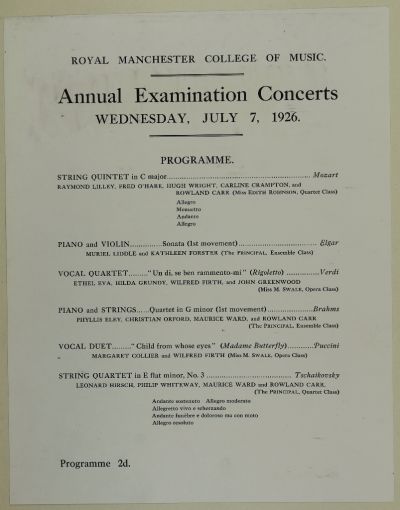 ROYAL MANCHESTER COLLEGE OF MUSIC.
Annual Examination Concerts
WEDNESDAY, JULY 7, 1926.
PROGRAMME.
STRING QUINTET in C major.......... Mozart
RAYMOND LILLEY, FRED O'HARE, HUGH WRIGHT, CARLINE CRAMPTON, and
ROWLAND CARR (Miss EDITH ROBINSON, Quartet Class)
Allegro
Menuetto
Andante
Allegro
PIANO and VIOLIN..........Sonata (1st movement)..........Elgar
MURIEL LIDDLE and KATHLEEN FORSTER (The PRINCIPAL, Ensemble Class)
VOCAL QUARTET........"Un di, se ben rammento-mi" (Rigoletto) ..........Verdi
ETHEL EVA, HILDA GRUNDY, WILFRED FIRTH, and JOHN GREENWOOD
(Miss M. SWALE, Opera Class)
PIANO and STRINGS.....Quartet in G minor (1st movement)..........Brahms
PHYLLIS ELEY, CHRISTIAN ORFORD, MAURICE WARD, and ROWLAND CARR
(The PRINCIPAL, Ensemble Class)
VOCAL DUET........"Child from whose eyes" (Madame Butterfly)..........Puccini
MARGARET COLLIER and WILFRED FIRTH (Miss M. SWALE, Opera Class)
STRING QUARTET in E flat minor, No. 3 .......... Tschaikovsky
LEONARD HIRSCH, PHILIP WHITEWAY, MAURICE WARD and ROWLAND CARR,
(The PRINCIPAL, Quartet Class)
Andante sostenuto Allegro moderato
Allegretto vivo e scherzando
Andante funèbre e doloroso ma con moto
Allegro resoluto
Programme 2d.